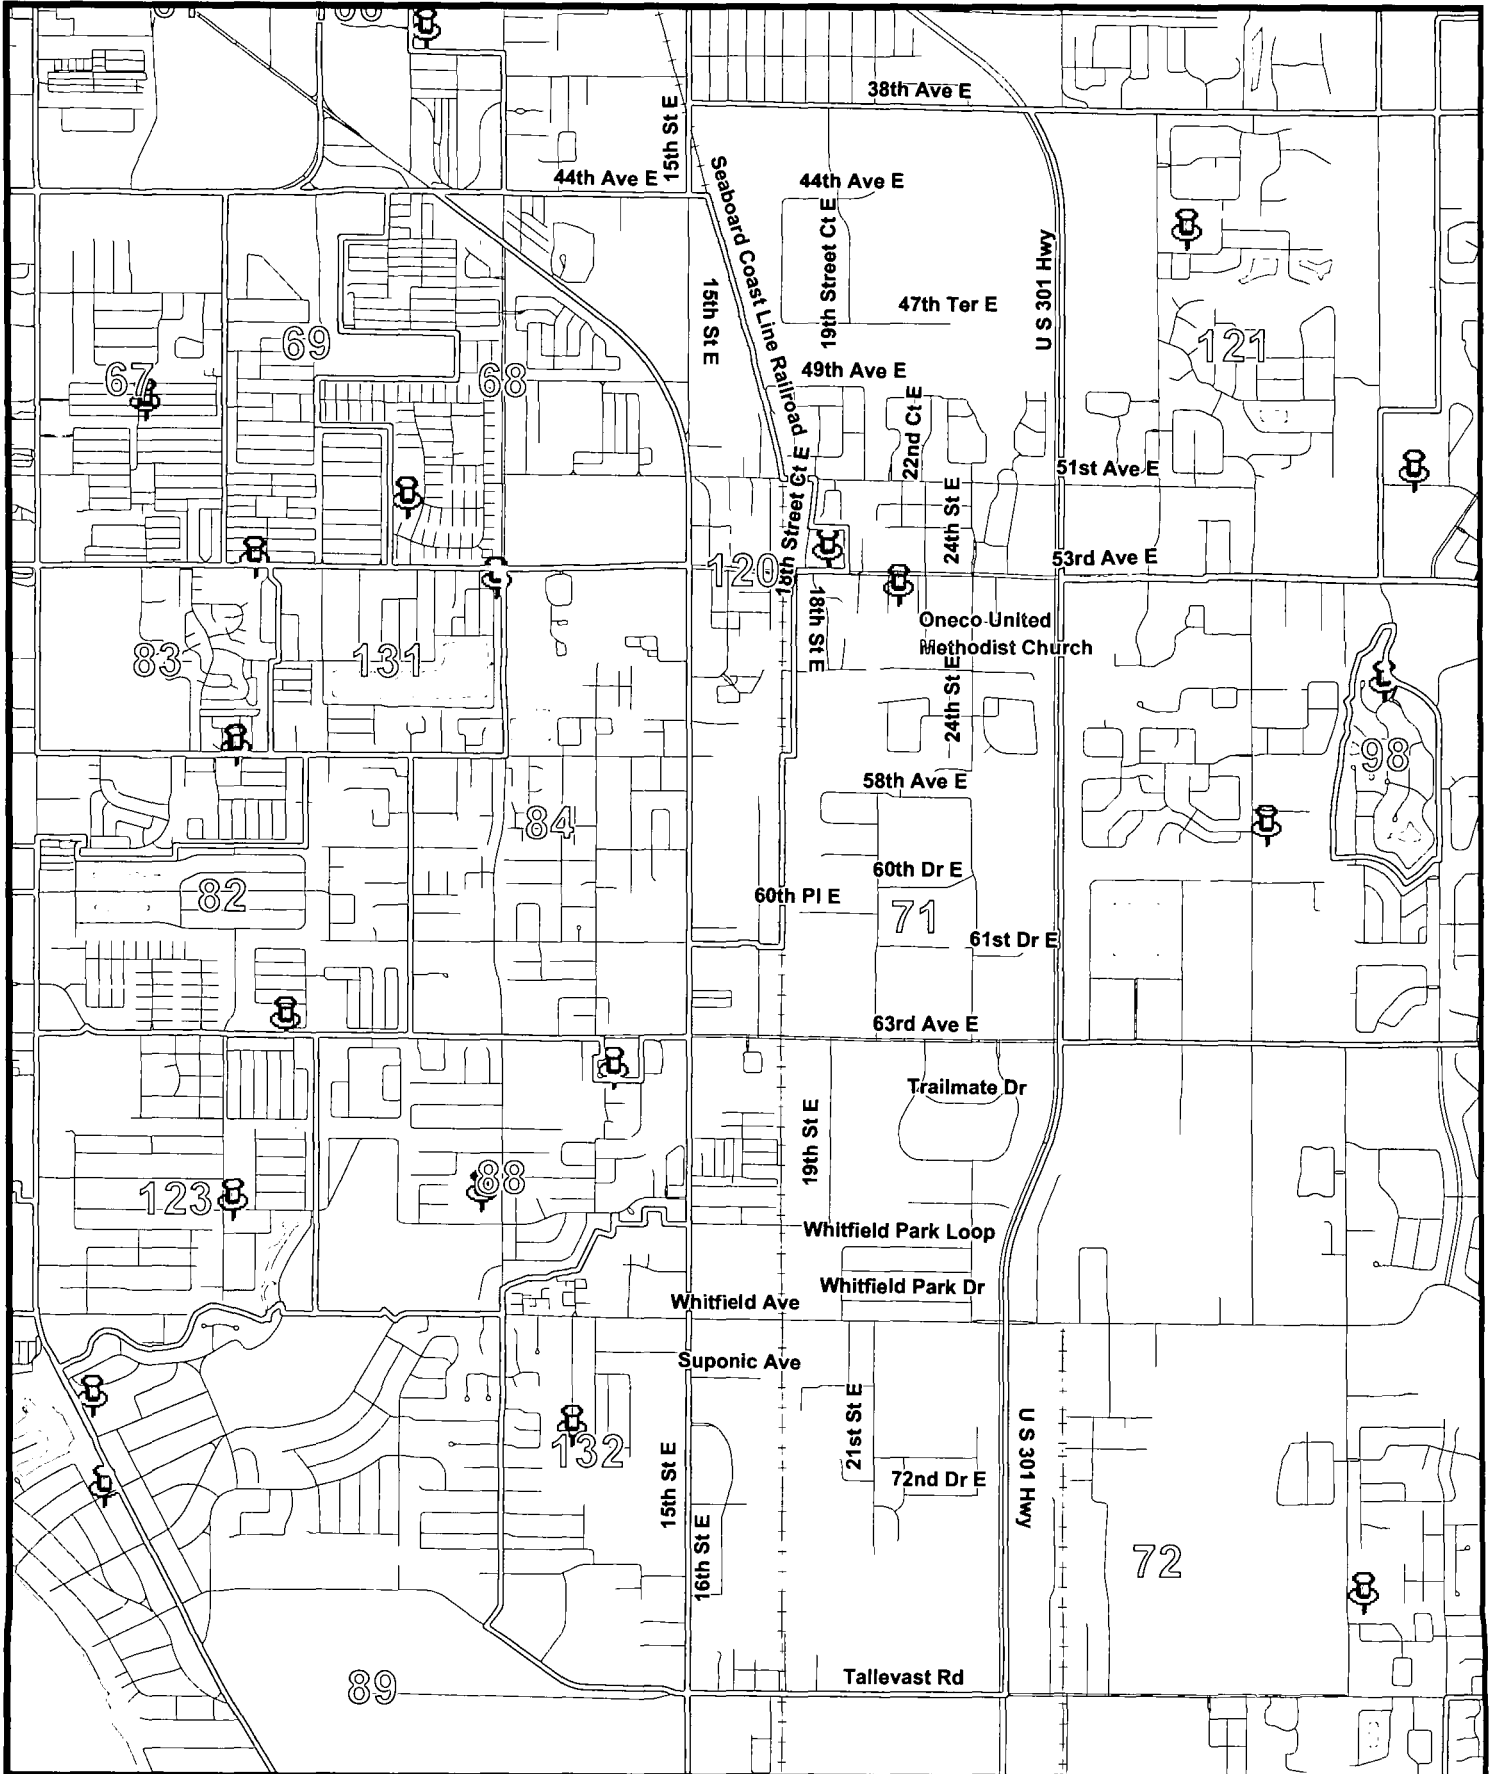 38th Ave E
15th St E
44th Ave E
44th Ave E
Seaboard Coast Line Railroad
19th Street Ct E
U S 301 Hwy
15th St E
47th Ter E
121
69
67
68
49th Ave E
22nd Ct E
51st Ave E
18th Street Ct E
24th St E
53rd Ave E
120
18th St E
Oneco United
Methodist Church
83
131
24th St E
98
58th Ave E
84
60th Dr E
82
60th Pl E
71
61st Dr E
63rd Ave E
Trailmate Dr
19th St E
88
123
Whitfield Park Loop
Whitfield Park Dr
Whitfield Ave
Suponic Ave
21st St E
U S 301 Hwy
132
15th St E
72nd Dr E
16th St E
72
Tallevast Rd
89